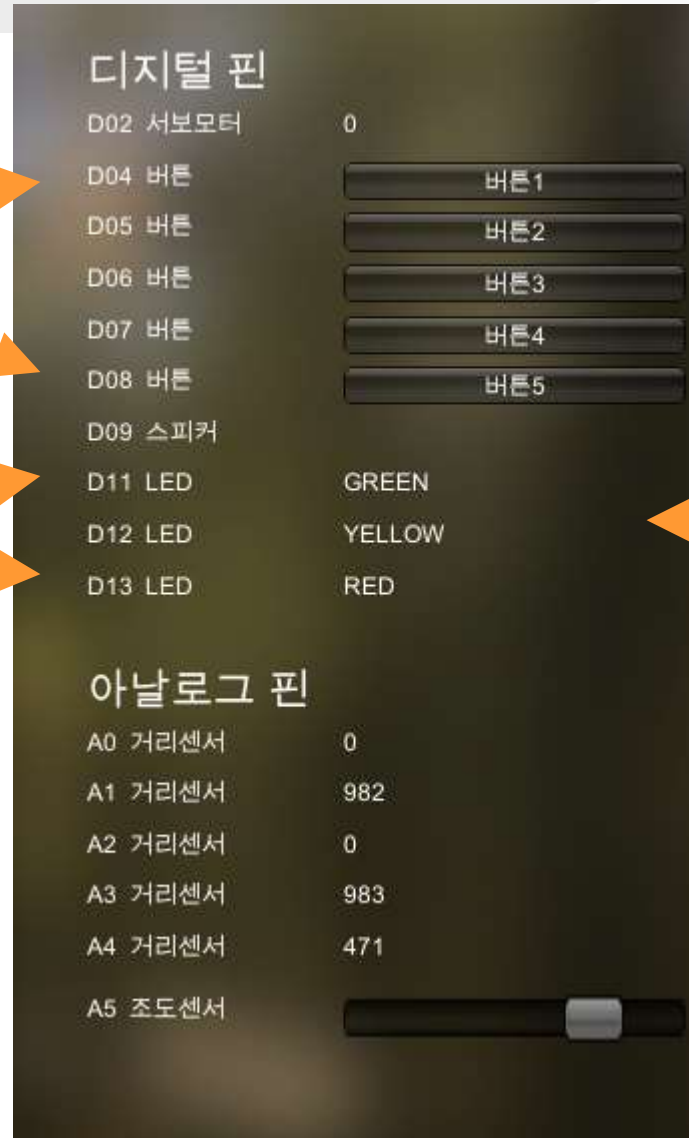 디지털 핀
D02 서보모터 0
D04 버튼 버튼1
D05 버튼 버튼2
D06 버튼 버튼3
D07 버튼 버튼4
D08 버튼 버튼5
D09 스피커
D11 LED GREEN
D12 LED YELLOW
D13 LED RED
아날로그 핀
A0 거리센서 0
A1 거리센서 982
A2 거리센서 0
A3 거리센서 983
A4 거리센서 471
A5 조도센서